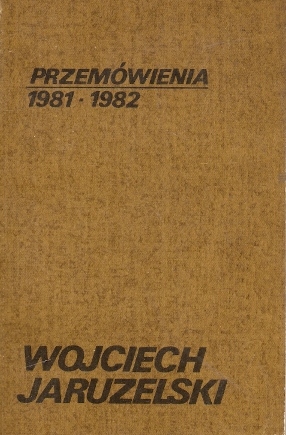 PRZEMÓWIENIA
1981 · 1982
WOJCIECH
JARUZELSKI